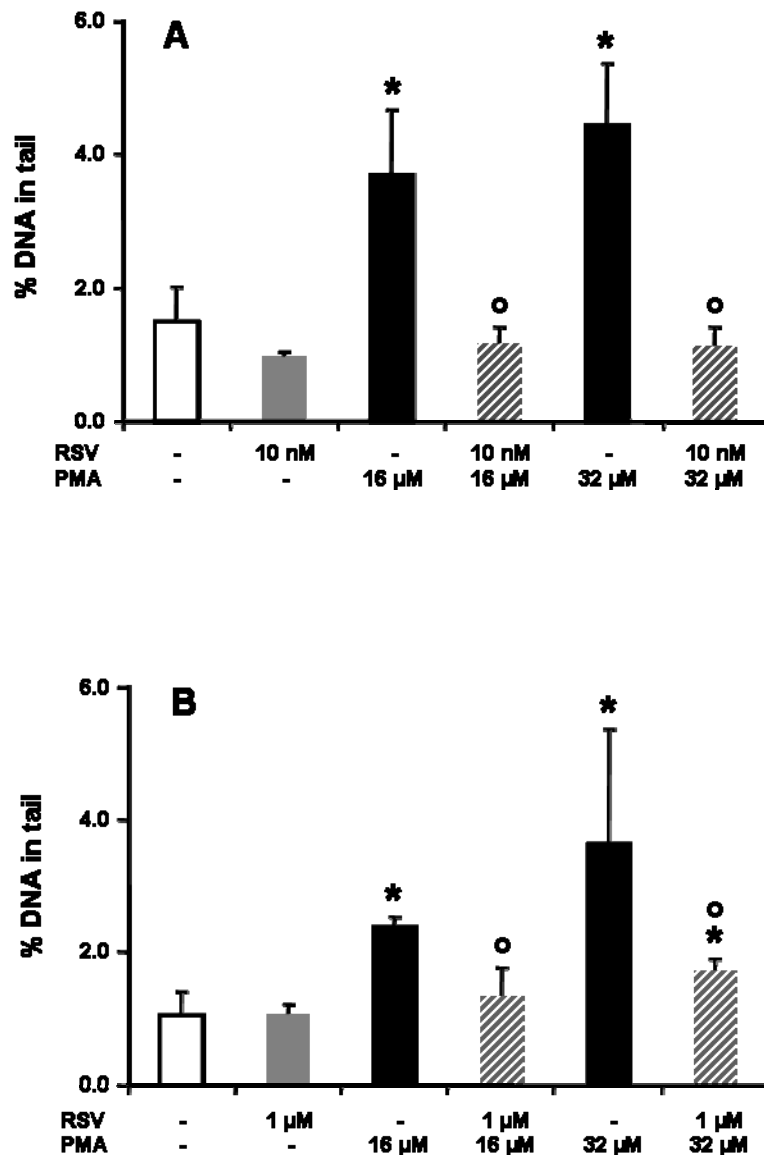 A
6.0
4.0
2.0
0.0
% DNA in tail
* *
o o
RSV - 10 nM - 10 nM - 10 nM
PMA - - 16 µM 16 µM 32 µM 32 µM
B
6.0
4.0
2.0
0.0
% DNA in tail
*
*
o
o
*
RSV - 1 µM - 1 µM - 1 µM
PMA - - 16 µM 16 µM 32 µM 32 µM